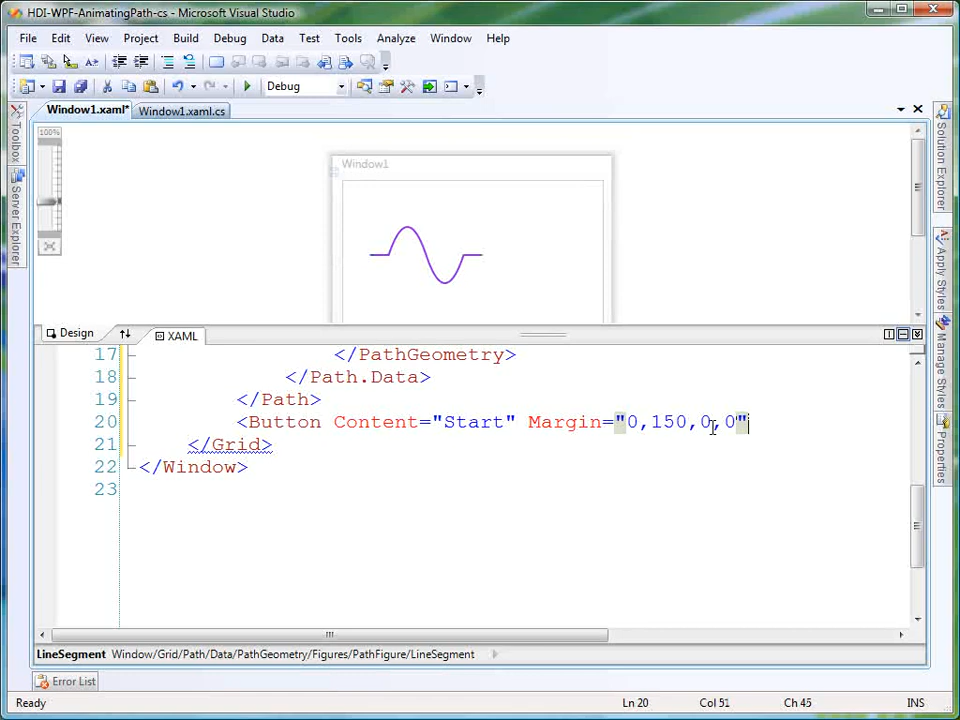 HDI-WPF-AnimatingPath-cs - Microsoft Visual Studio
File Edit View Project Build Debug Data Test Tools Analyze Window Help
Debug
Window1.xaml* Window1.xaml.cs
Toolbox
Server Explorer
100%
Window1
Solution Explorer
Apply Styles
Manage Styles
Properties
Design XAML
17 </PathGeometry>
18 </Path.Data>
19 </Path>
20 <Button Content="Start" Margin="0,150,0,0"
21 </Grid>
22 </Window>
23
LineSegment Window/Grid/Path/Data/PathGeometry/Figures/PathFigure/LineSegment
Error List
Ready Ln 20 Col 51 Ch 45 INS